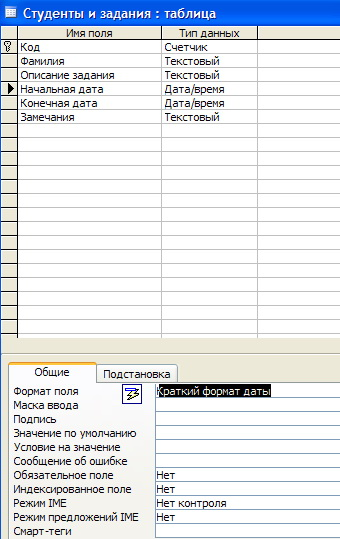 Студенты и задания : таблица
Имя поля Тип данных
Код Счетчик
Фамилия Текстовый
Описание задания Текстовый
Начальная дата Дата/время
Конечная дата Дата/время
Замечания Текстовый
Общие Подстановка
Формат поля Краткий формат даты
Маска ввода
Подпись
Значение по умолчанию
Условие на значение
Сообщение об ошибке
Обязательное поле Нет
Индексированное поле Нет
Режим IME Нет контроля
Режим предложений IME Нет
Смарт-теги